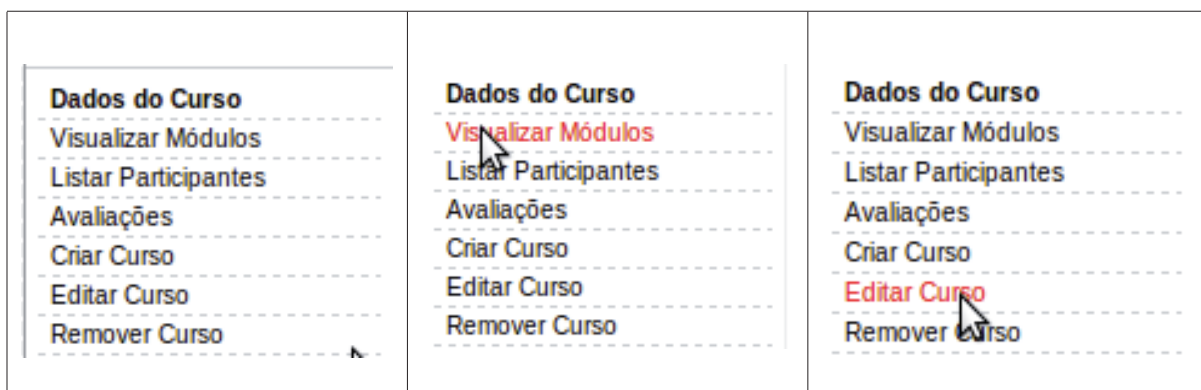 Dados do Curso
Visualizar Módulos
Listar Participantes
Avaliações
Criar Curso
Editar Curso
Remover Curso
Dados do Curso
Visualizar Módulos
Listar Participantes
Avaliações
Criar Curso
Editar Curso
Remover Curso
Dados do Curso
Visualizar Módulos
Listar Participantes
Avaliações
Criar Curso
Editar Curso
Remover Curso